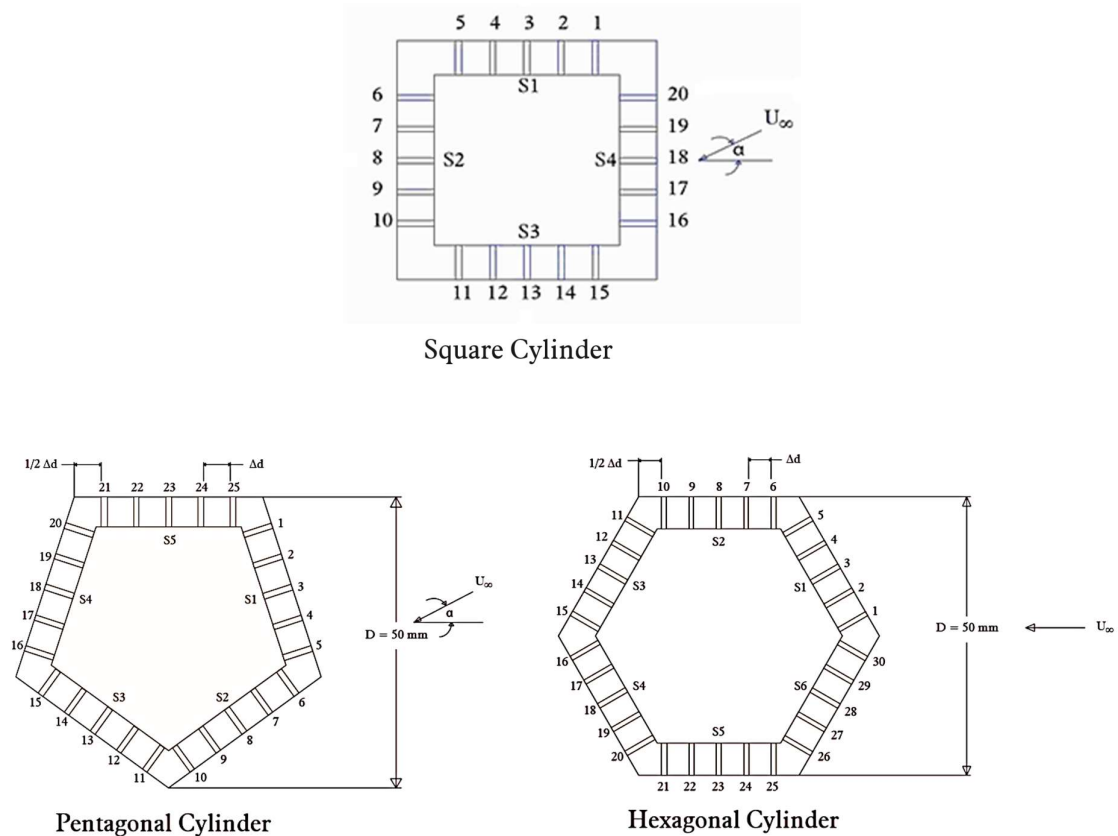 5 4 3 2 1
S1
6 20
7 19
U∞
α
8 S2 S4 18
9 17
10 16
S3
11 12 13 14 15
Square Cylinder
1/2 Δd Δd
21 22 23 24 25
20 1
S5
19 2
18 S4 S1 3
17 4
16 5
U∞
α
D = 50 mm
S3 S2
15 6
14 7
13 8
12 9
11 10
Pentagonal Cylinder
1/2 Δd Δd
10 9 8 7 6
11 5
S2
12 4
13 3
S3 S1
14 2
15 1
D = 50 mm U∞
16 30
17 29
S4 S6
18 28
19 27
S5
20 26
21 22 23 24 25
Hexagonal Cylinder